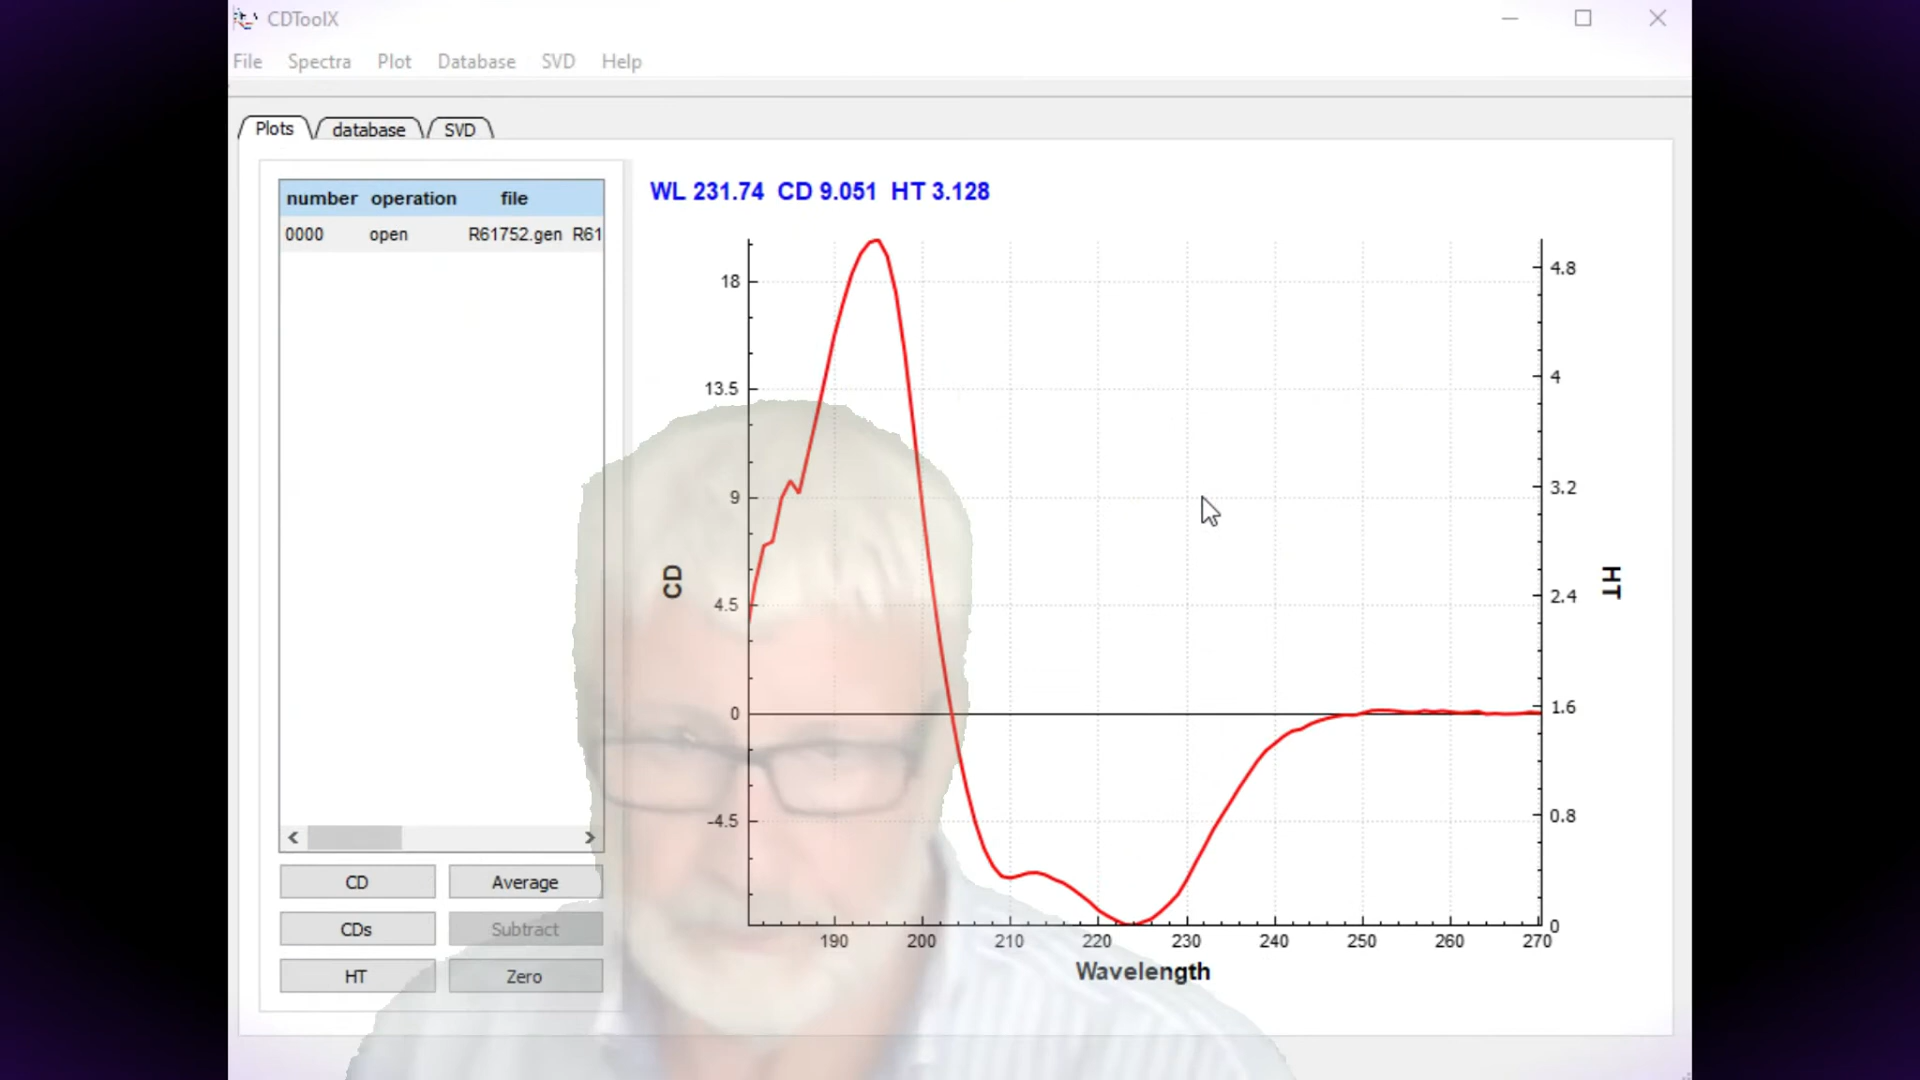 CDToolX
File Spectra Plot Database SVD Help
Plots database SVD
number operation file
0000 open R61752.gen R61
WL 231.74 CD 9.051 HT 3.128
18
13.5
9
4.5
0
-4.5
CD
4.8
4
3.2
2.4
1.6
0.8
0
HT
190 200 210 220 230 240 250 260 270
Wavelength
CD Average
CDs Subtract
HT Zero